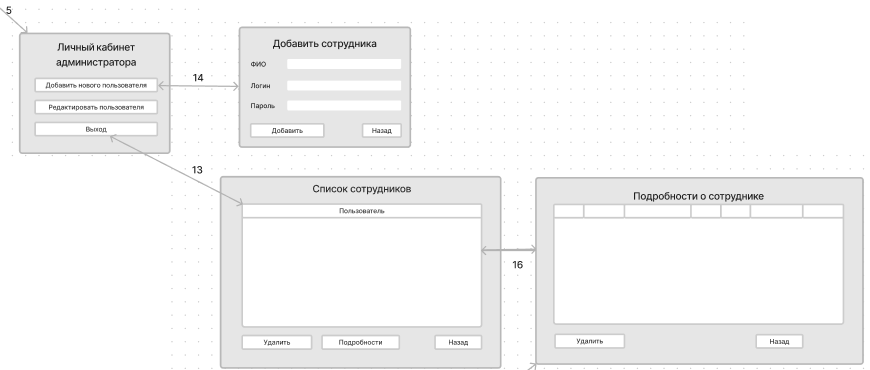 5
Личный кабинет
администратора
Добавить нового пользователя
Редактировать пользователя
Выход
14
Добавить сотрудника
ФИО
Логин
Пароль
Добавить
Назад
13
Список сотрудников
Пользователь
Удалить
Подробности
Назад
16
Подробности о сотруднике
Удалить
Назад